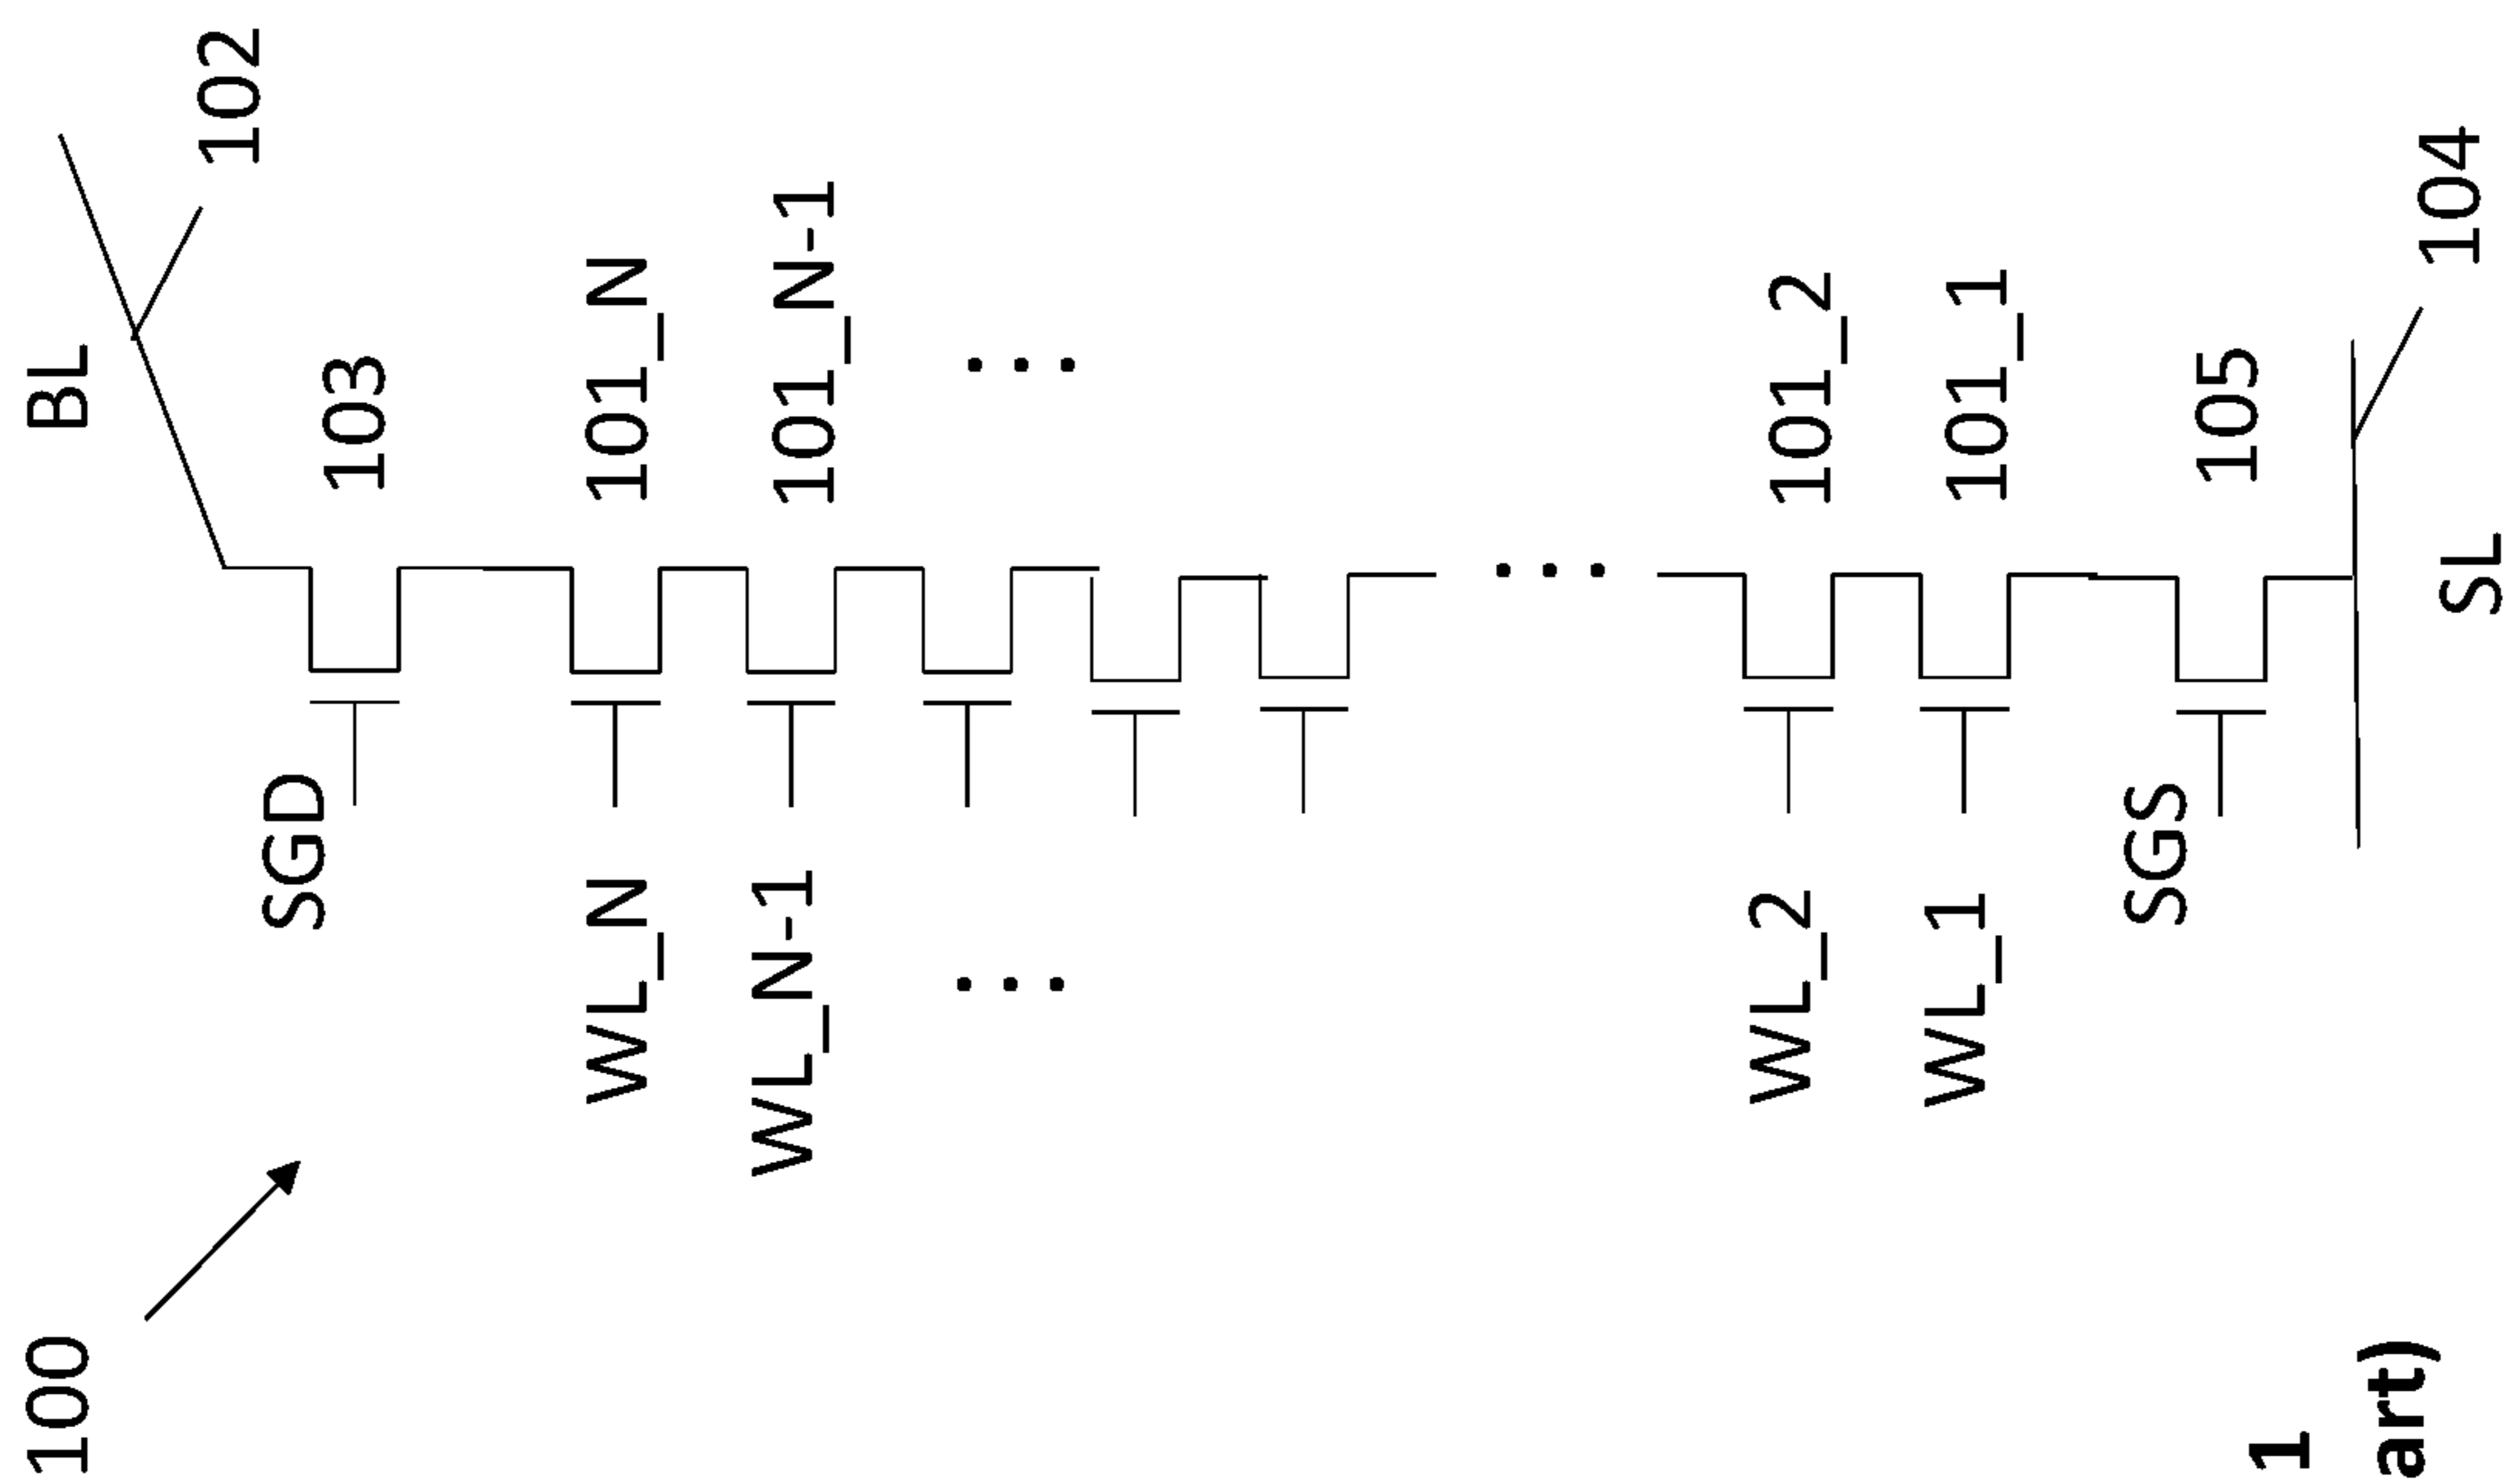 100
BL
102
SGD
103
WL_N
101_N
WL_N-1
101_N-1
...
...
...
WL_2
101_2
WL_1
101_1
SGS
105
1
art)
104
SL